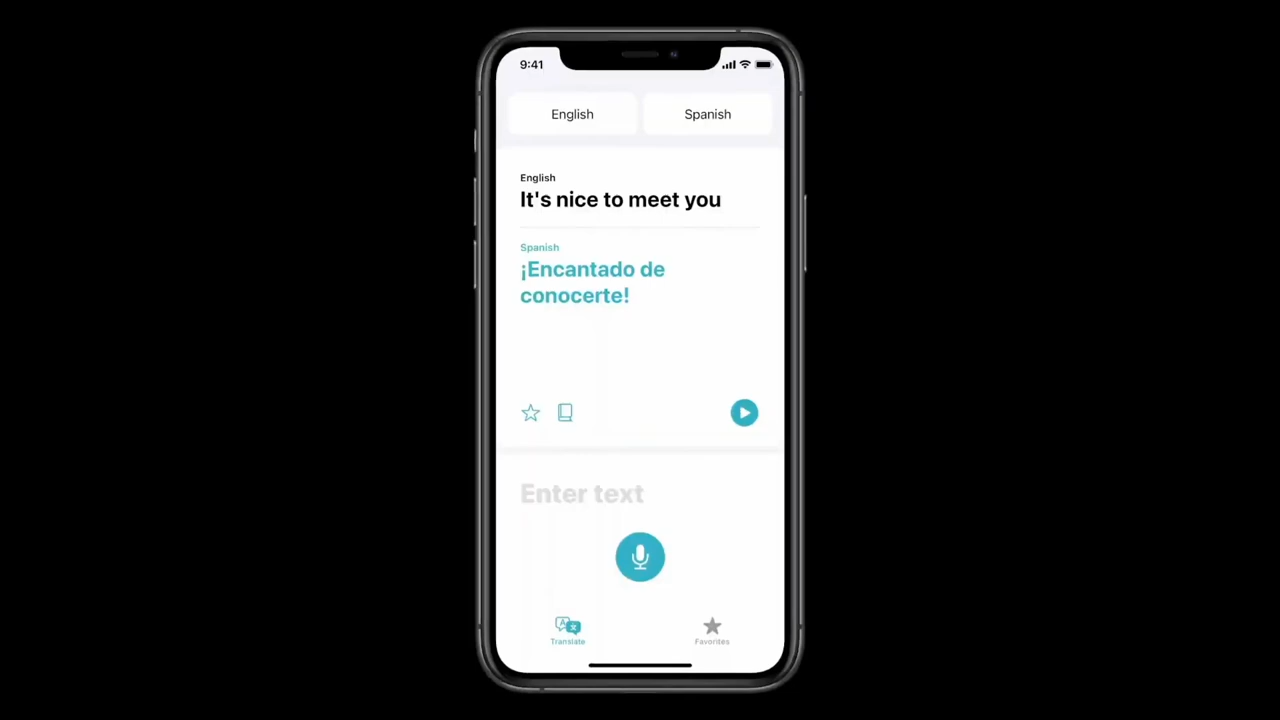 9:41
English
Spanish
English
It's nice to meet you
Spanish
¡Encantado de
conocerte!
Enter text
Translate
Favorites